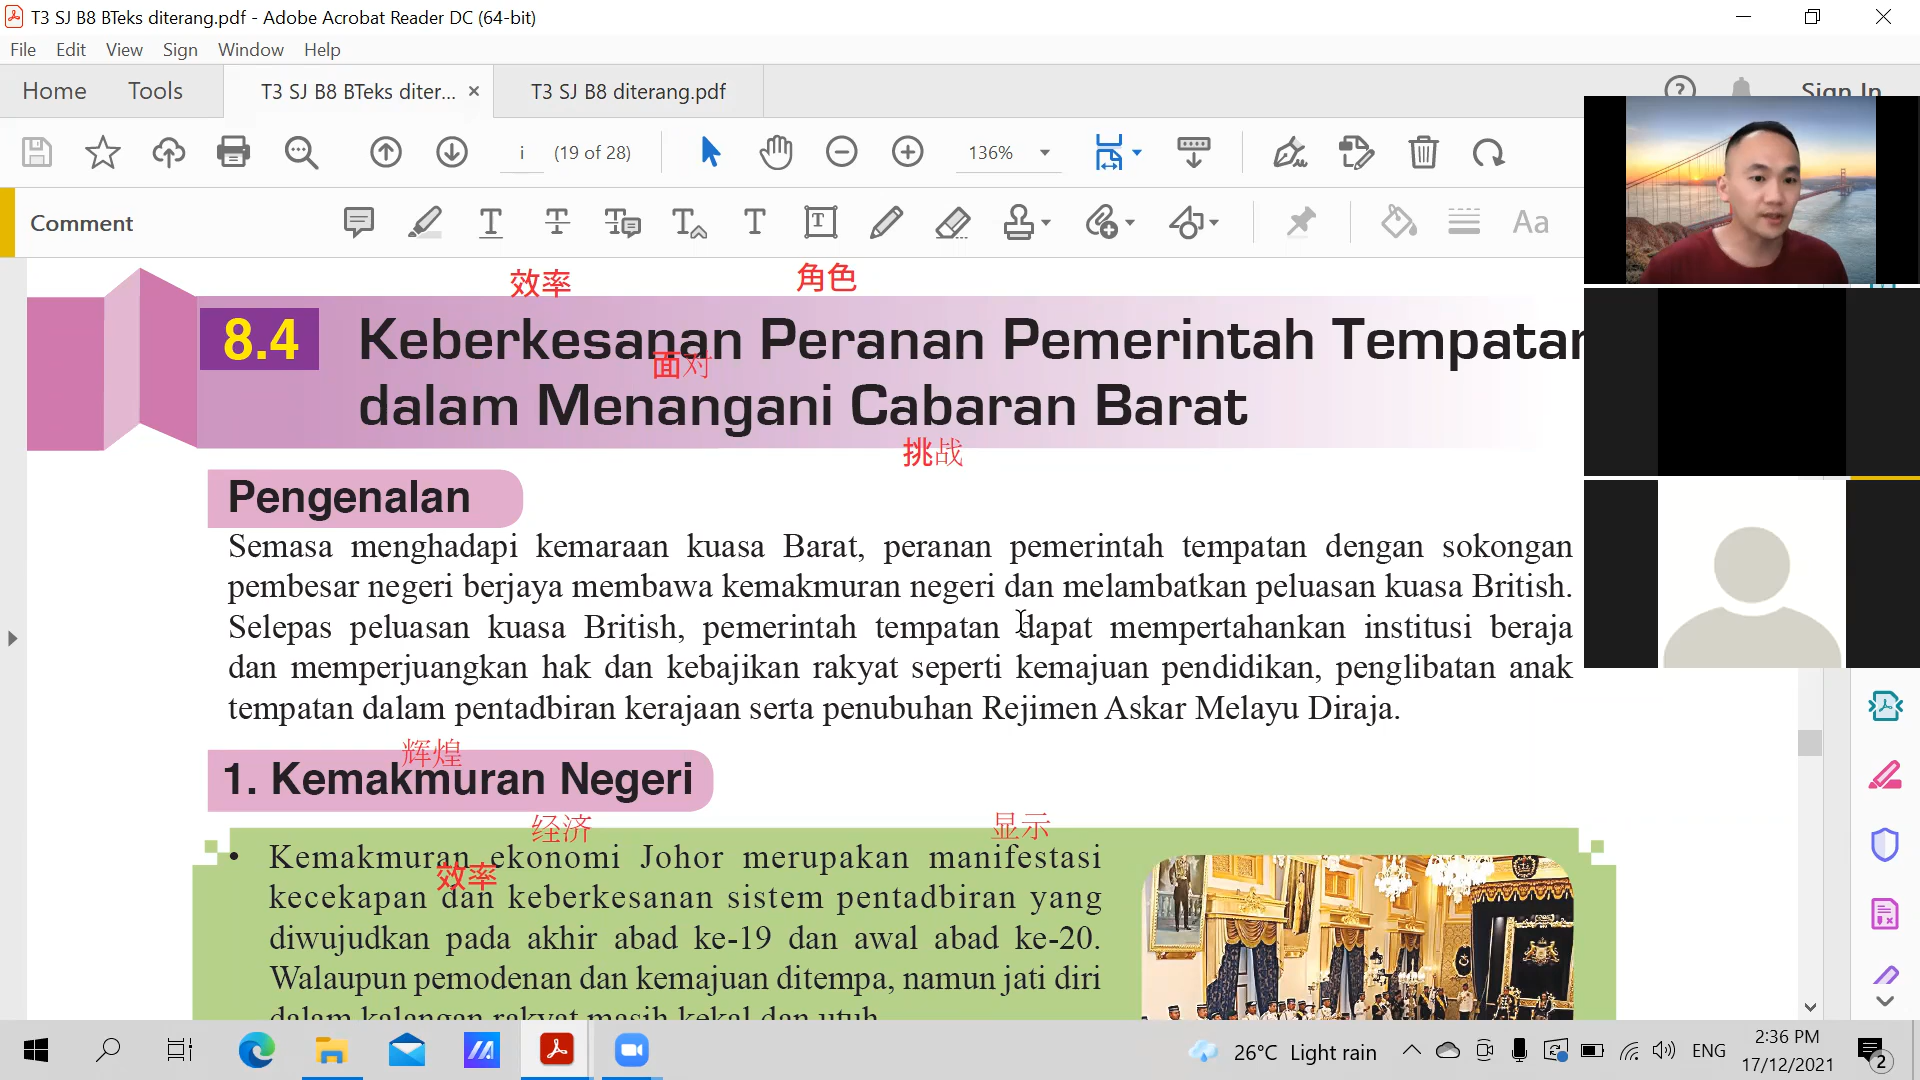 T3 SJ B8 BTeks diterang.pdf - Adobe Acrobat Reader DC (64-bit)
File Edit View Sign Window Help
Home Tools T3 SJ B8 BTeks diter... × T3 SJ B8 diterang.pdf Sign In
i (19 of 28) 136%
Comment
效率 角色
8.4 Keberkesanan Peranan Pemerintah Tempatan
面对
dalam Menangani Cabaran Barat
挑战
Pengenalan
Semasa menghadapi kemaraan kuasa Barat, peranan pemerintah tempatan dengan sokongan
pembesar negeri berjaya membawa kemakmuran negeri dan melambatkan peluasan kuasa British.
Selepas peluasan kuasa British, pemerintah tempatan dapat mempertahankan institusi beraja
dan memperjuangkan hak dan kebajikan rakyat seperti kemajuan pendidikan, penglibatan anak
tempatan dalam pentadbiran kerajaan serta penubuhan Rejimen Askar Melayu Diraja.
辉煌
1. Kemakmuran Negeri
经济 显示
• Kemakmuran ekonomi Johor merupakan manifestasi
效率
kecekapan dan keberkesanan sistem pentadbiran yang
diwujudkan pada akhir abad ke-19 dan awal abad ke-20.
Walaupun pemodenan dan kemajuan ditempa, namun jati diri
dalam kalangan rakyat masih kekal dan utuh.
26°C Light rain ENG 2:36 PM
17/12/2021 2